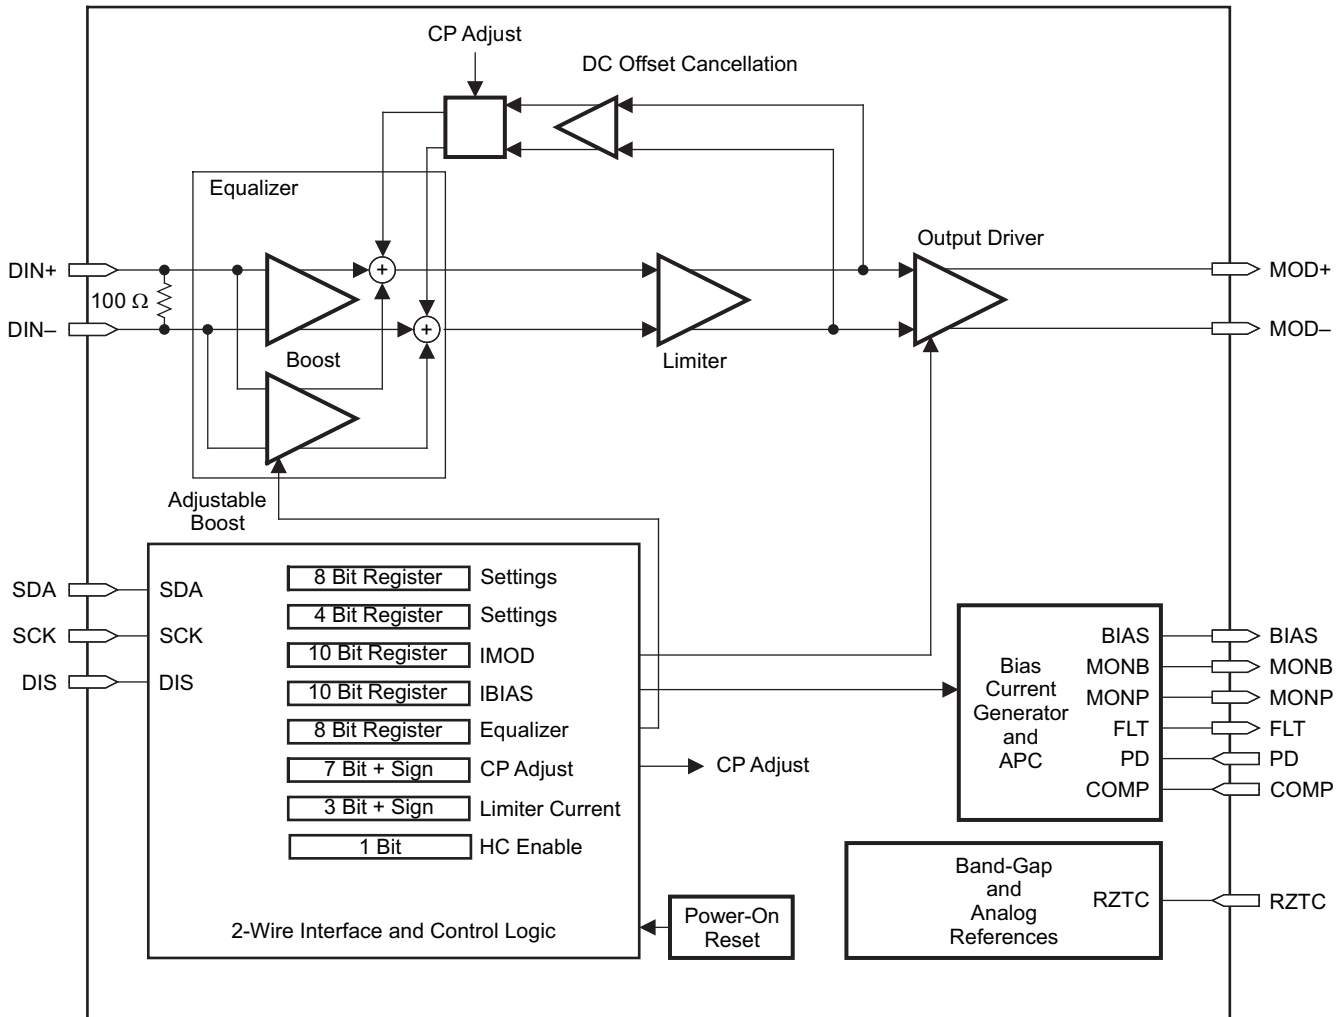 CP Adjust
DC Offset Cancellation
Equalizer
Output Driver
DIN+
+
MOD+
100 Ω
DIN–
+
MOD–
Boost
Limiter
Adjustable
Boost
8 Bit Register Settings
SDA
SDA
4 Bit Register Settings
SCK
SCK
10 Bit Register IMOD
DIS
DIS
10 Bit Register IBIAS
8 Bit Register Equalizer
7 Bit + Sign CP Adjust
CP Adjust
3 Bit + Sign Limiter Current
1 Bit HC Enable
2-Wire Interface and Control Logic
Power-On
Reset
Bias
Current
Generator
and
APC
BIAS
BIAS
MONB
MONB
MONP
MONP
FLT
FLT
PD
PD
COMP
COMP
Band-Gap
and
Analog
References
RZTC
RZTC